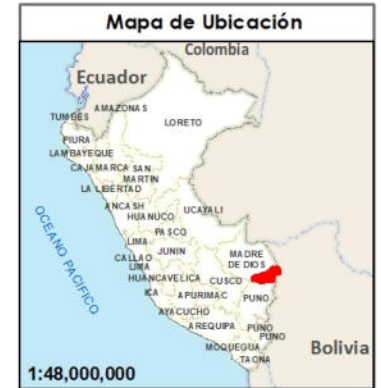 Mapa de Ubicación
Colombia
Ecuador
AMAZONAS
TUMBES
LORETO
PIURA
LAMBAYEQUE
CAJAMARCA SAN
MARTIN
LA LIBERTAD
ANCASH
HUANUCO
UCAYALI
PASCO
LIMA
JUNIN
MADRE
DE DIOS
CALLAO
LIMA
HUANCAVELICA
CUSCO
ICA
APURIMAC
PUNO
AYACUCHO
AREQUIPA
PUNO
PUNO
MOQUEGUA
TACNA
OCEANO PACIFICO
Bolivia
1:48,000,000